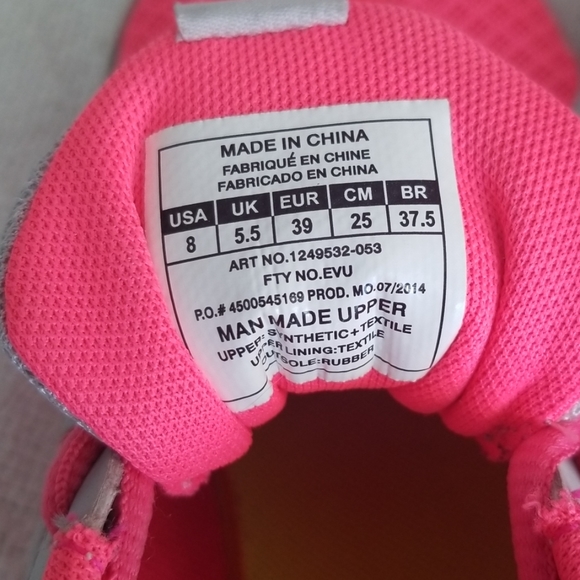 MADE IN CHINA
FABRIQUÉ EN CHINE
FABRICADO EN CHINA
USA UK EUR CM BR
8 5.5 39 25 37.5
ART NO.1249532-053
FTY NO.EVU
P.O.# 4500545169 PROD. MO.07/2014
MAN MADE UPPER
UPPER: SYNTHETIC+TEXTILE
UPPER LINING:TEXTILE
OUTSOLE:RUBBER